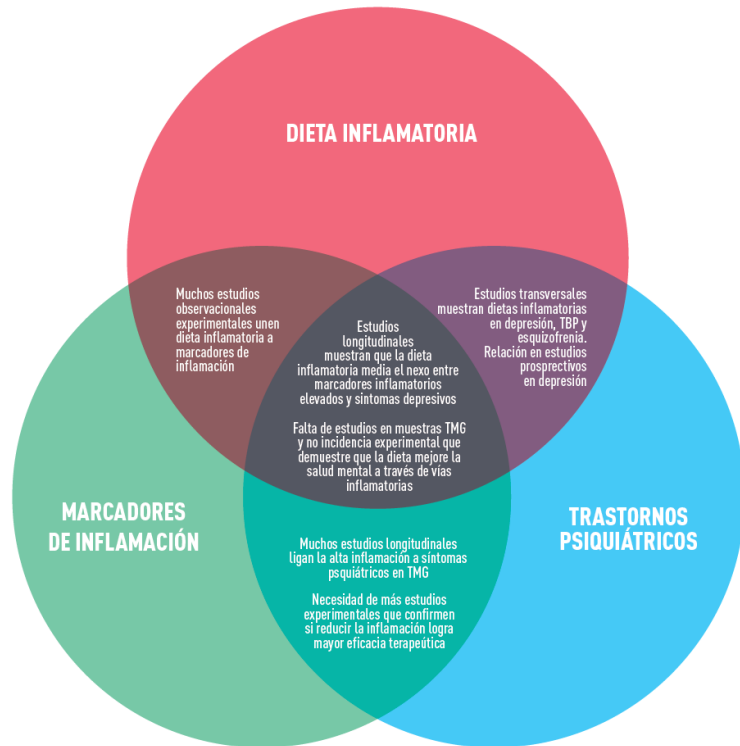 DIETA INFLAMATORIA
Muchos estudios
observacionales
experimentales unen
dieta inflamatoria a
marcadores de
inflamación
Estudios transversales
muestran dietas inflamatorias
en depresión, TBP y
esquizofrenia.
Relación en estudios
prosprectivos
en depresión
Estudios
longitudinales
muestran que la dieta
inflamatoria media el nexo entre
marcadores inflamatorios
elevados y síntomas depresivos
Falta de estudios en muestras TMG
y no incidencia experimental que
demuestre que la dieta mejore la
salud mental a través de vías
inflamatorias
MARCADORES
DE INFLAMACIÓN
TRASTORNOS
PSIQUIÁTRICOS
Muchos estudios longitudinales
ligan la alta inflamación a síntomas
psquiátricos en TMG
Necesidad de más estudios
experimentales que confirmen
si reducir la inflamación logra
mayor eficacia terapeútica